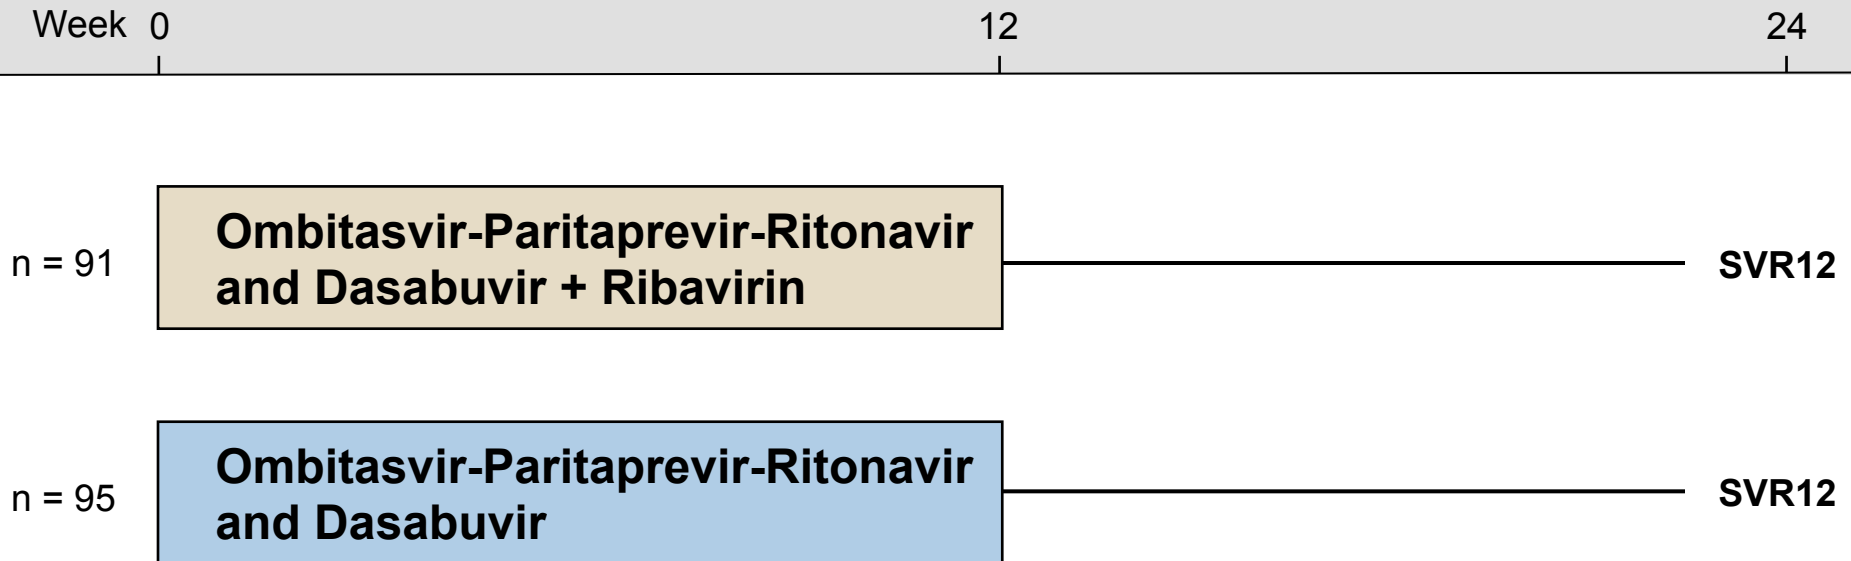 Week 0 12 24
Ombitasvir-Paritaprevir-Ritonavir
and Dasabuvir + Ribavirin
n = 91
SVR12
Ombitasvir-Paritaprevir-Ritonavir
and Dasabuvir
n = 95
SVR12